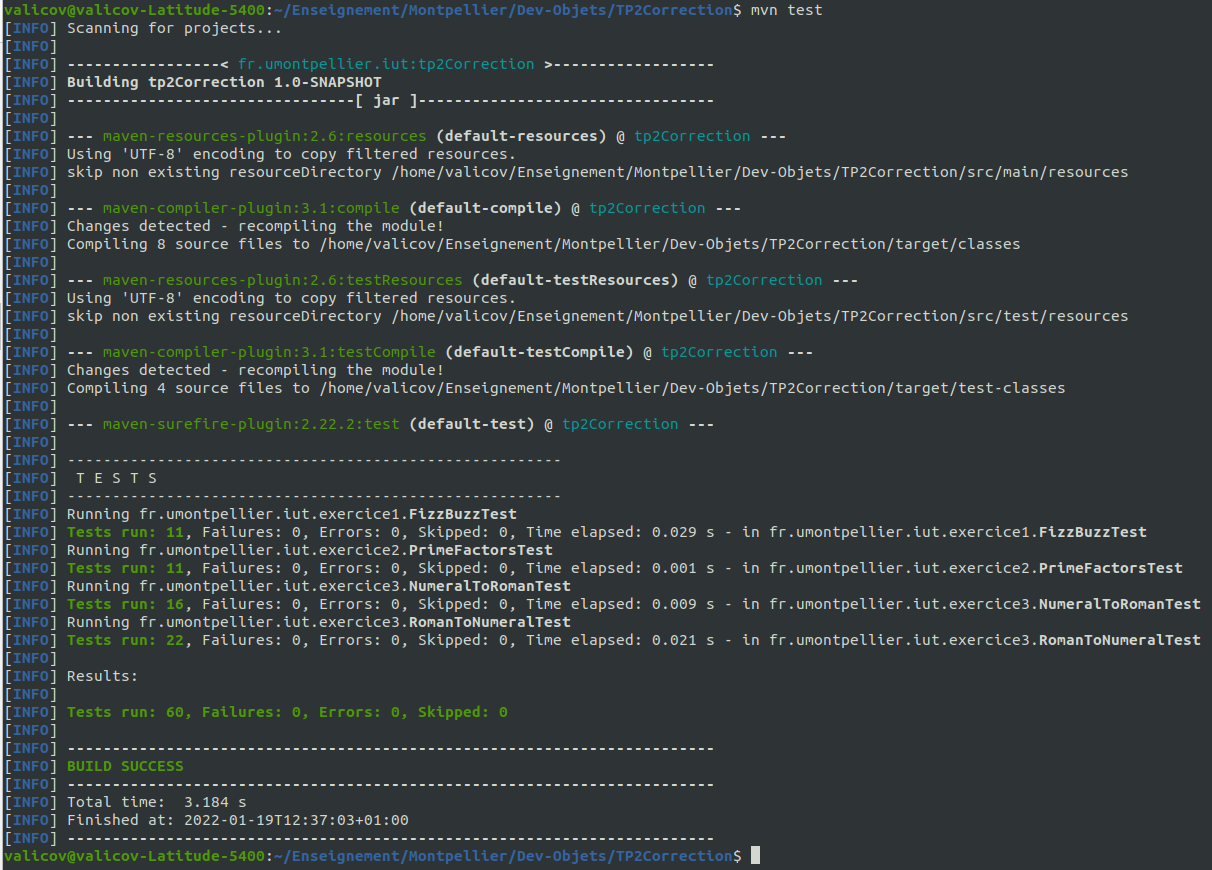 valicov@valicov-Latitude-5400:~/Enseignement/Montpellier/Dev-Objets/TP2Correction$ mvn test
[INFO] Scanning for projects...
[INFO]
[INFO] -----------------< fr.umontpellier.iut:tp2Correction >------------------
[INFO] Building tp2Correction 1.0-SNAPSHOT
[INFO] --------------------------------[ jar ]---------------------------------
[INFO]
[INFO] --- maven-resources-plugin:2.6:resources (default-resources) @ tp2Correction ---
[INFO] Using 'UTF-8' encoding to copy filtered resources.
[INFO] skip non existing resourceDirectory /home/valicov/Enseignement/Montpellier/Dev-Objets/TP2Correction/src/main/resources
[INFO]
[INFO] --- maven-compiler-plugin:3.1:compile (default-compile) @ tp2Correction ---
[INFO] Changes detected - recompiling the module!
[INFO] Compiling 8 source files to /home/valicov/Enseignement/Montpellier/Dev-Objets/TP2Correction/target/classes
[INFO]
[INFO] --- maven-resources-plugin:2.6:testResources (default-testResources) @ tp2Correction ---
[INFO] Using 'UTF-8' encoding to copy filtered resources.
[INFO] skip non existing resourceDirectory /home/valicov/Enseignement/Montpellier/Dev-Objets/TP2Correction/src/test/resources
[INFO]
[INFO] --- maven-compiler-plugin:3.1:testCompile (default-testCompile) @ tp2Correction ---
[INFO] Changes detected - recompiling the module!
[INFO] Compiling 4 source files to /home/valicov/Enseignement/Montpellier/Dev-Objets/TP2Correction/target/test-classes
[INFO]
[INFO] --- maven-surefire-plugin:2.22.2:test (default-test) @ tp2Correction ---
[INFO]
[INFO] -------------------------------------------------------
[INFO]  T E S T S
[INFO] -------------------------------------------------------
[INFO] Running fr.umontpellier.iut.exercice1.FizzBuzzTest
[INFO] Tests run: 11, Failures: 0, Errors: 0, Skipped: 0, Time elapsed: 0.029 s - in fr.umontpellier.iut.exercice1.FizzBuzzTest
[INFO] Running fr.umontpellier.iut.exercice2.PrimeFactorsTest
[INFO] Tests run: 11, Failures: 0, Errors: 0, Skipped: 0, Time elapsed: 0.001 s - in fr.umontpellier.iut.exercice2.PrimeFactorsTest
[INFO] Running fr.umontpellier.iut.exercice3.NumeralToRomanTest
[INFO] Tests run: 16, Failures: 0, Errors: 0, Skipped: 0, Time elapsed: 0.009 s - in fr.umontpellier.iut.exercice3.NumeralToRomanTest
[INFO] Running fr.umontpellier.iut.exercice3.RomanToNumeralTest
[INFO] Tests run: 22, Failures: 0, Errors: 0, Skipped: 0, Time elapsed: 0.021 s - in fr.umontpellier.iut.exercice3.RomanToNumeralTest
[INFO]
[INFO] Results:
[INFO]
[INFO] Tests run: 60, Failures: 0, Errors: 0, Skipped: 0
[INFO]
[INFO] ------------------------------------------------------------------------
[INFO] BUILD SUCCESS
[INFO] ------------------------------------------------------------------------
[INFO] Total time:  3.184 s
[INFO] Finished at: 2022-01-19T12:37:03+01:00
[INFO] ------------------------------------------------------------------------
valicov@valicov-Latitude-5400:~/Enseignement/Montpellier/Dev-Objets/TP2Correction$